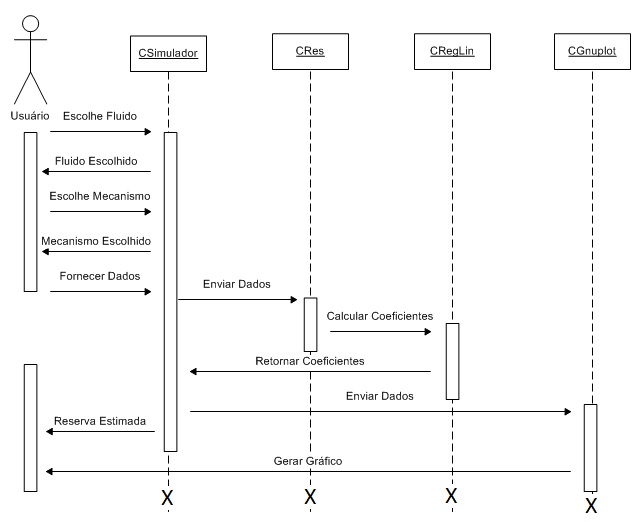 CSimulador
CRes
CRegLin
CGnuplot
Usuário
Escolhe Fluido
Fluido Escolhido
Escolhe Mecanismo
Mecanismo Escolhido
Fornecer Dados
Enviar Dados
Calcular Coeficientes
Retornar Coeficientes
Enviar Dados
Reserva Estimada
Gerar Gráfico
X X X X